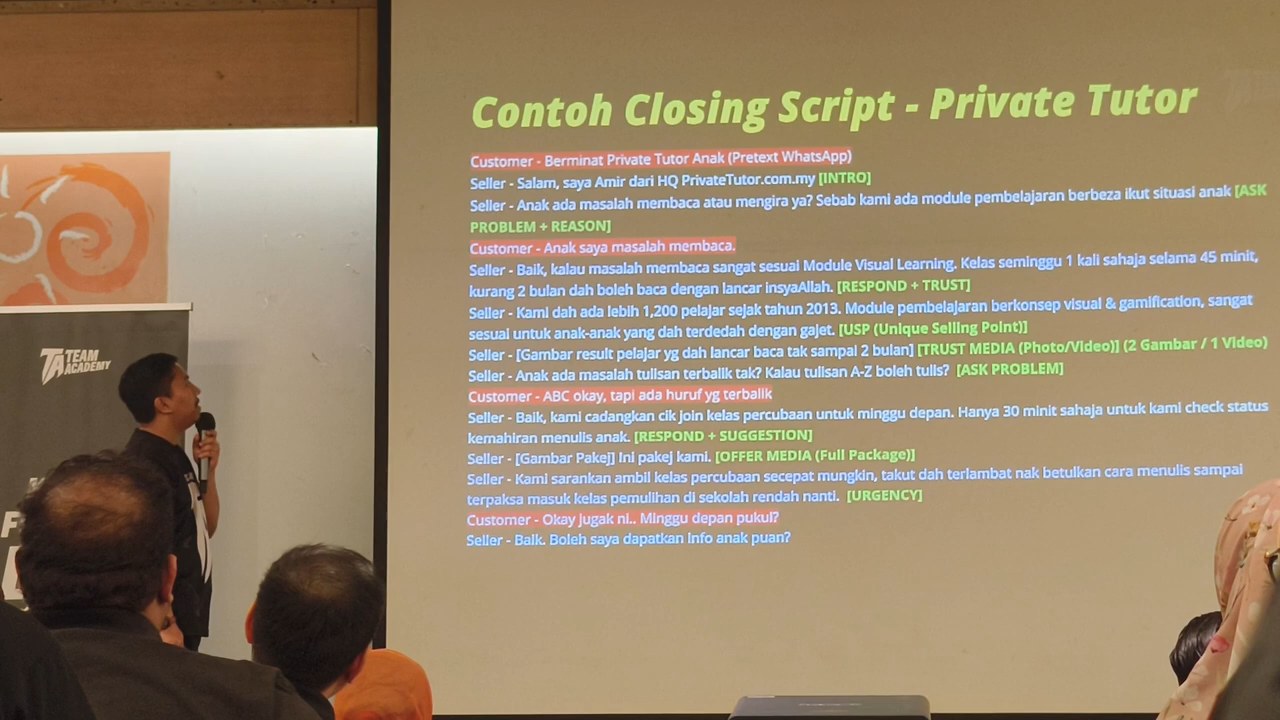 Contoh Closing Script - Private Tutor
Customer - Berminat Private Tutor Anak (Pretext WhatsApp)
Seller - Salam, saya Amir dari HQ PrivateTutor.com.my [INTRO]
Seller - Anak ada masalah membaca atau mengira ya? Sebab kami ada module pembelajaran berbeza ikut situasi anak [ASK
PROBLEM + REASON]
Customer - Anak saya masalah membaca.
Seller - Baik, kalau masalah membaca sangat sesuai Module Visual Learning. Kelas seminggu 1 kali sahaja selama 45 minit,
kurang 2 bulan dah boleh baca dengan lancar insyaAllah. [RESPOND + TRUST]
Seller - Kami dah ada lebih 1,200 pelajar sejak tahun 2013. Module pembelajaran berkonsep visual & gamification, sangat
sesuai untuk anak-anak yang dah terdedah dengan gajet. [USP (Unique Selling Point)]
Seller - [Gambar result pelajar yg dah lancar baca tak sampai 2 bulan] [TRUST MEDIA (Photo/Video)] (2 Gambar / 1 Video)
Seller - Anak ada masalah tulisan terbalik tak? Kalau tulisan A-Z boleh tulis? [ASK PROBLEM]
Customer - ABC okay, tapi ada huruf yg terbalik
Seller - Baik, kami cadangkan cik join kelas percubaan untuk minggu depan. Hanya 30 minit sahaja untuk kami check status
kemahiran menulis anak. [RESPOND + SUGGESTION]
Seller - [Gambar Pakej] Ini pakej kami. [OFFER MEDIA (Full Package)]
Seller - Kami sarankan ambil kelas percubaan secepat mungkin, takut dah terlambat nak betulkan cara menulis sampai
terpaksa masuk kelas pemulihan di sekolah rendah nanti. [URGENCY]
Customer - Okay jugak ni.. Minggu depan pukul?
Seller - Baik. Boleh saya dapatkan info anak puan?
TA TEAM
ACADEMY